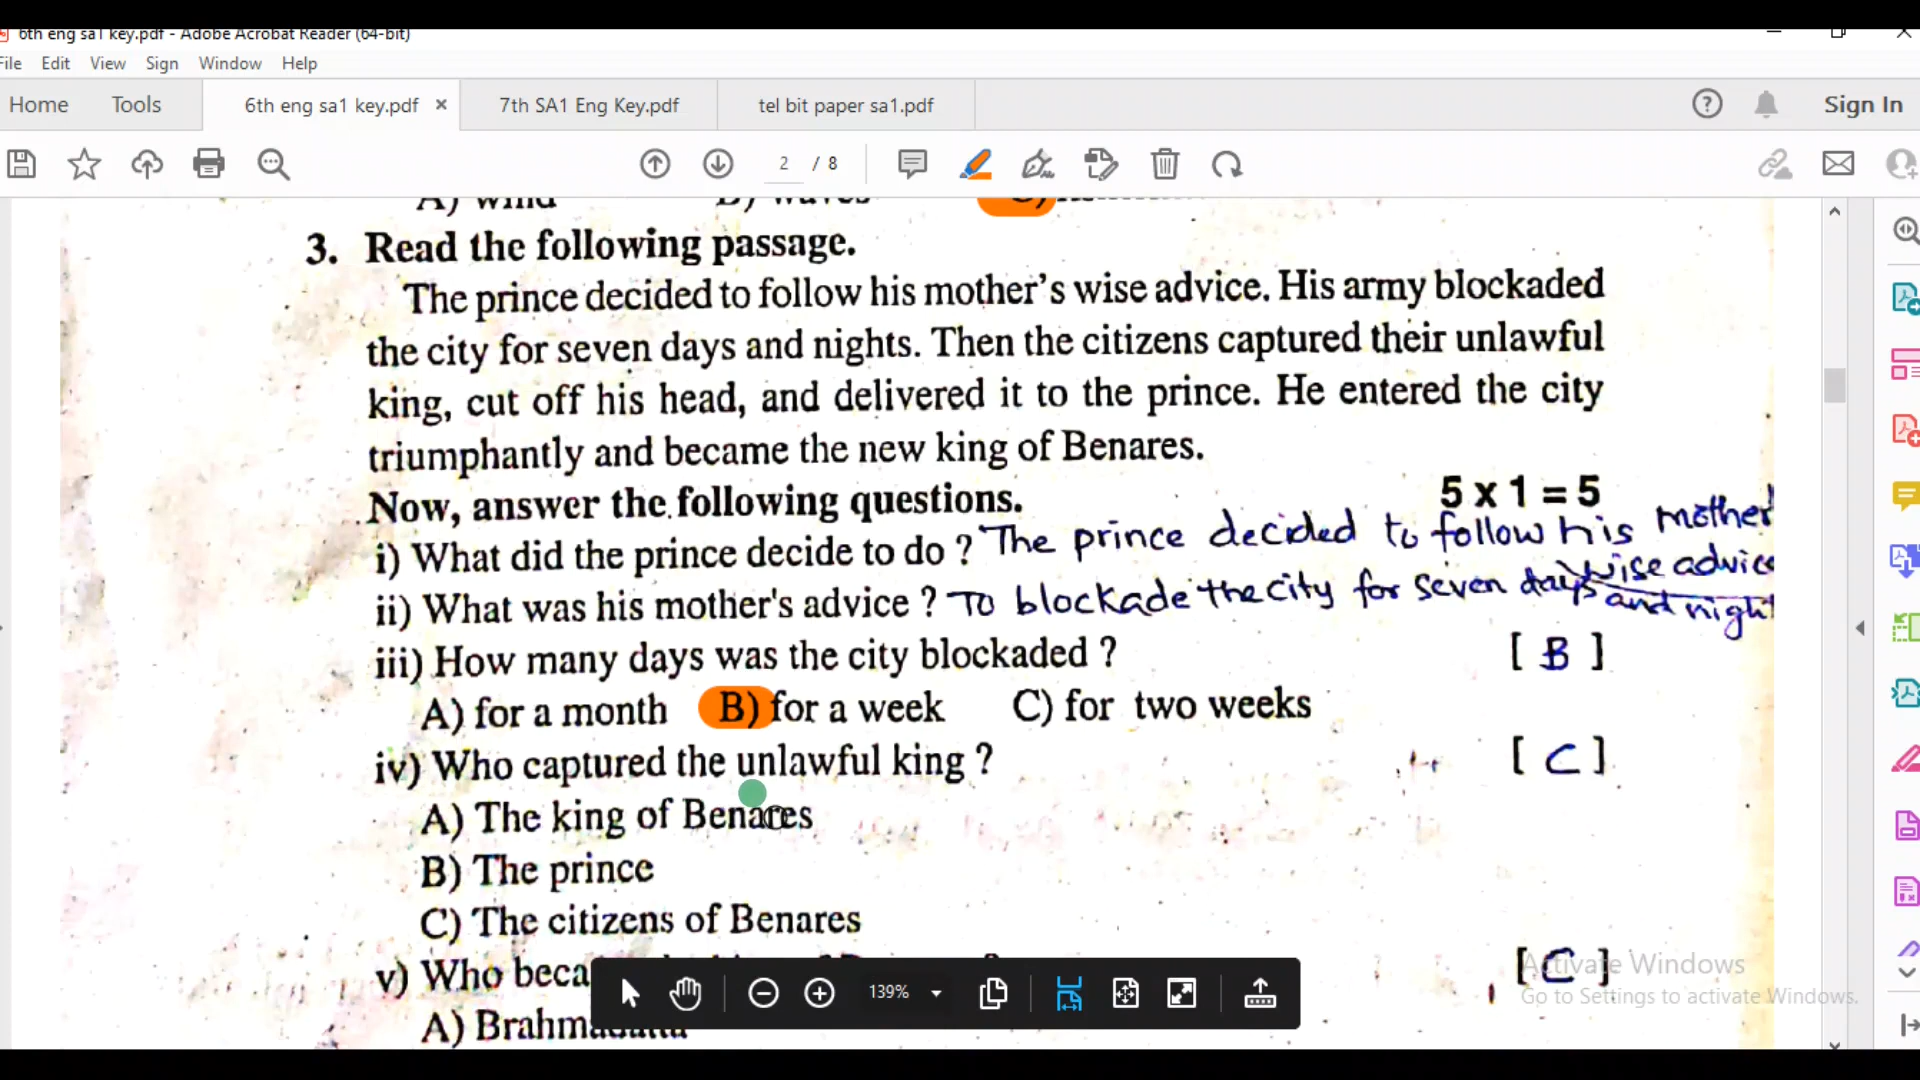 6th eng sa1 key.pdf - Adobe Acrobat Reader (64-bit)
File Edit View Sign Window Help
Home Tools 6th eng sa1 key.pdf × 7th SA1 Eng Key.pdf tel bit paper sa1.pdf Sign In
2 / 8
A) wind B) waves C)
3. Read the following passage.
The prince decided to follow his mother's wise advice. His army blockaded
the city for seven days and nights. Then the citizens captured their unlawful
king, cut off his head, and delivered it to the prince. He entered the city
triumphantly and became the new king of Benares.
Now, answer the following questions. 5 x 1 = 5
i) What did the prince decide to do ? The prince decided to follow his mother'
wise advice
ii) What was his mother's advice ? To blockade the city for seven days
and night
iii) How many days was the city blockaded ? [ B ]
A) for a month B) for a week C) for two weeks
iv) Who captured the unlawful king ? [ C ]
A) The king of Benares
B) The prince
C) The citizens of Benares
v) Who [ C ]
A)
139%
Activate Windows
Go to Settings to activate Windows.